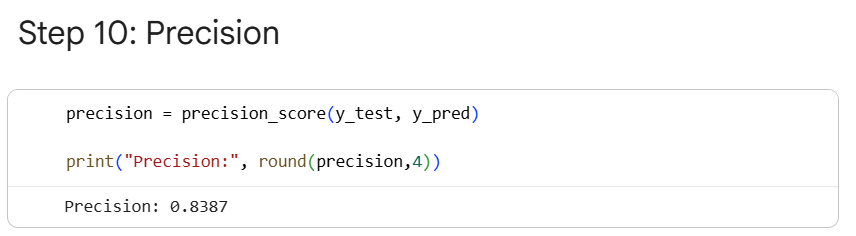 Step 10: Precision
precision = precision_score(y_test, y_pred)
print("Precision:", round(precision,4))
Precision: 0.8387